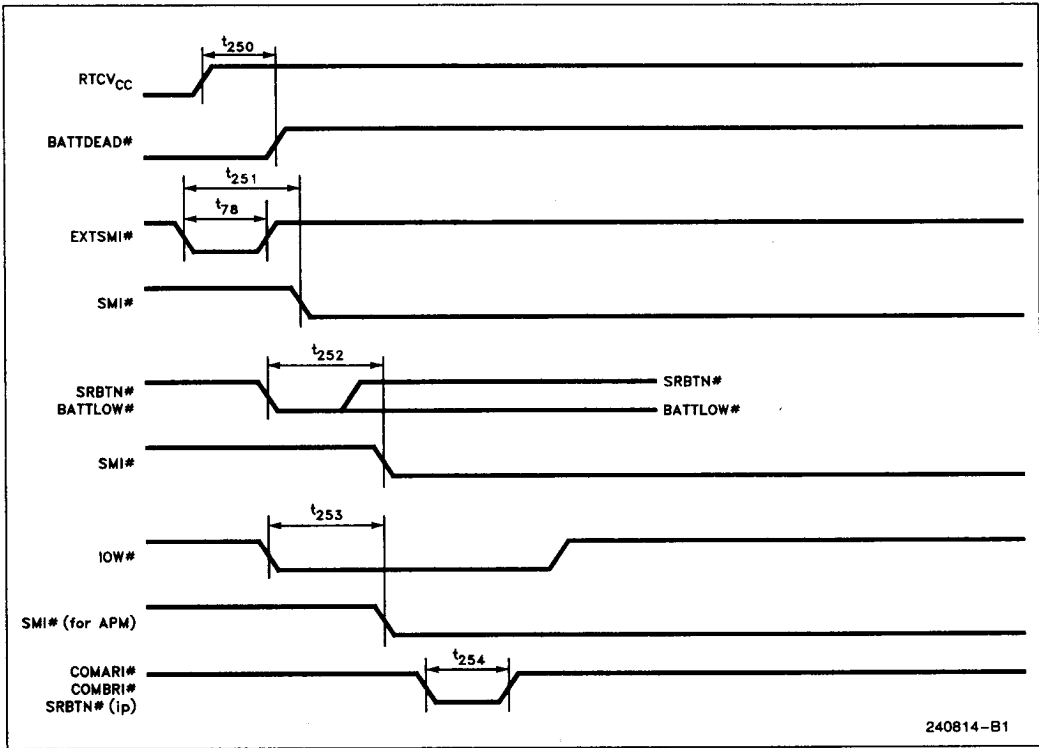 t250
RTCVCC
BATTDEAD#
t251
t78
EXTSMI#
SMI#
t252
SRBTN#
BATTLOW#
SRBTN#
BATTLOW#
SMI#
t253
IOW#
SMI# (for APM)
t254
COMARI#
COMBRI#
SRBTN# (ip)
240814-B1